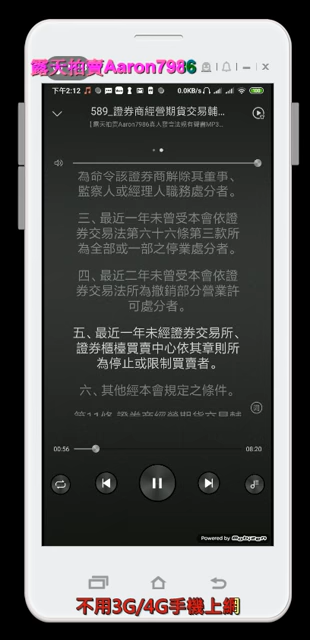 露天拍賣Aaron7986
下午2:12
0.0KB/s
589_證券商經營期貨交易輔...
為命令該證券商解除其董事、
監察人或經理人職務處分者。
三、最近一年未曾受本會依證
券交易法第六十六條第三款所
為全部或一部之停業處分者。
四、最近二年未曾受本會依證
券交易法所為撤銷部分營業許
可處分者。
五、最近一年未經證券交易所、
證券櫃檯買賣中心依其章則所
為停止或限制買賣者。
六、其他經本會規定之條件。
00:56
08:20
Powered by
不用3G/4G手機上網